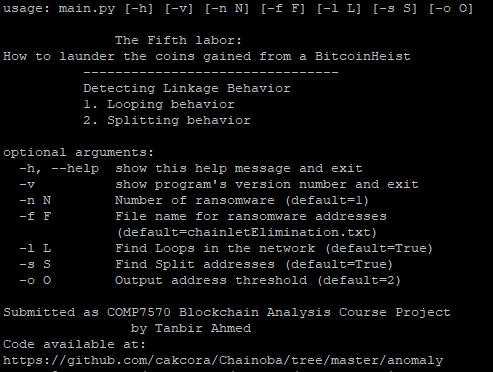 usage: main.py [-h] [-v] [-n N] [-f F] [-l L] [-s S] [-o O]
The Fifth labor:
How to launder the coins gained from a BitcoinHeist
--------------------------------
Detecting Linkage Behavior
1. Looping behavior
2. Splitting behavior
optional arguments:
-h, --help  show this help message and exit
-v          show program's version number and exit
-n N        Number of ransomware (default=1)
-f F        File name for ransomware addresses
(default=chainletElimination.txt)
-l L        Find Loops in the network (default=True)
-s S        Find Split addresses (default=True)
-o O        Output address threshold (default=2)
Submitted as COMP7570 Blockchain Analysis Course Project
by Tanbir Ahmed
Code available at:
https://github.com/cakcora/Chainoba/tree/master/anomaly